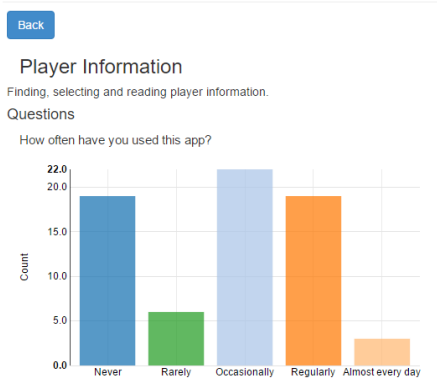 Back
Player Information
Finding, selecting and reading player information.
Questions
How often have you used this app?
22.0
20.0
15.0
10.0
5.0
0.0
Count
Never Rarely Occasionally Regularly Almost every day